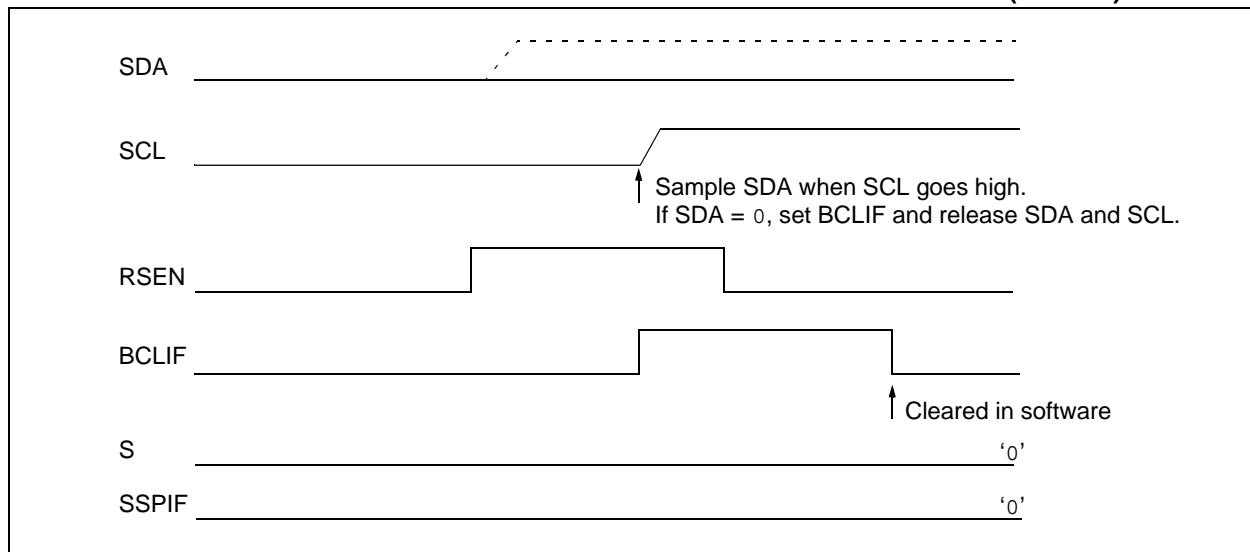 SDA
SCL
Sample SDA when SCL goes high.
If SDA = 0, set BCLIF and release SDA and SCL.
RSEN
BCLIF
Cleared in software
S
‘0’
SSPIF
‘0’